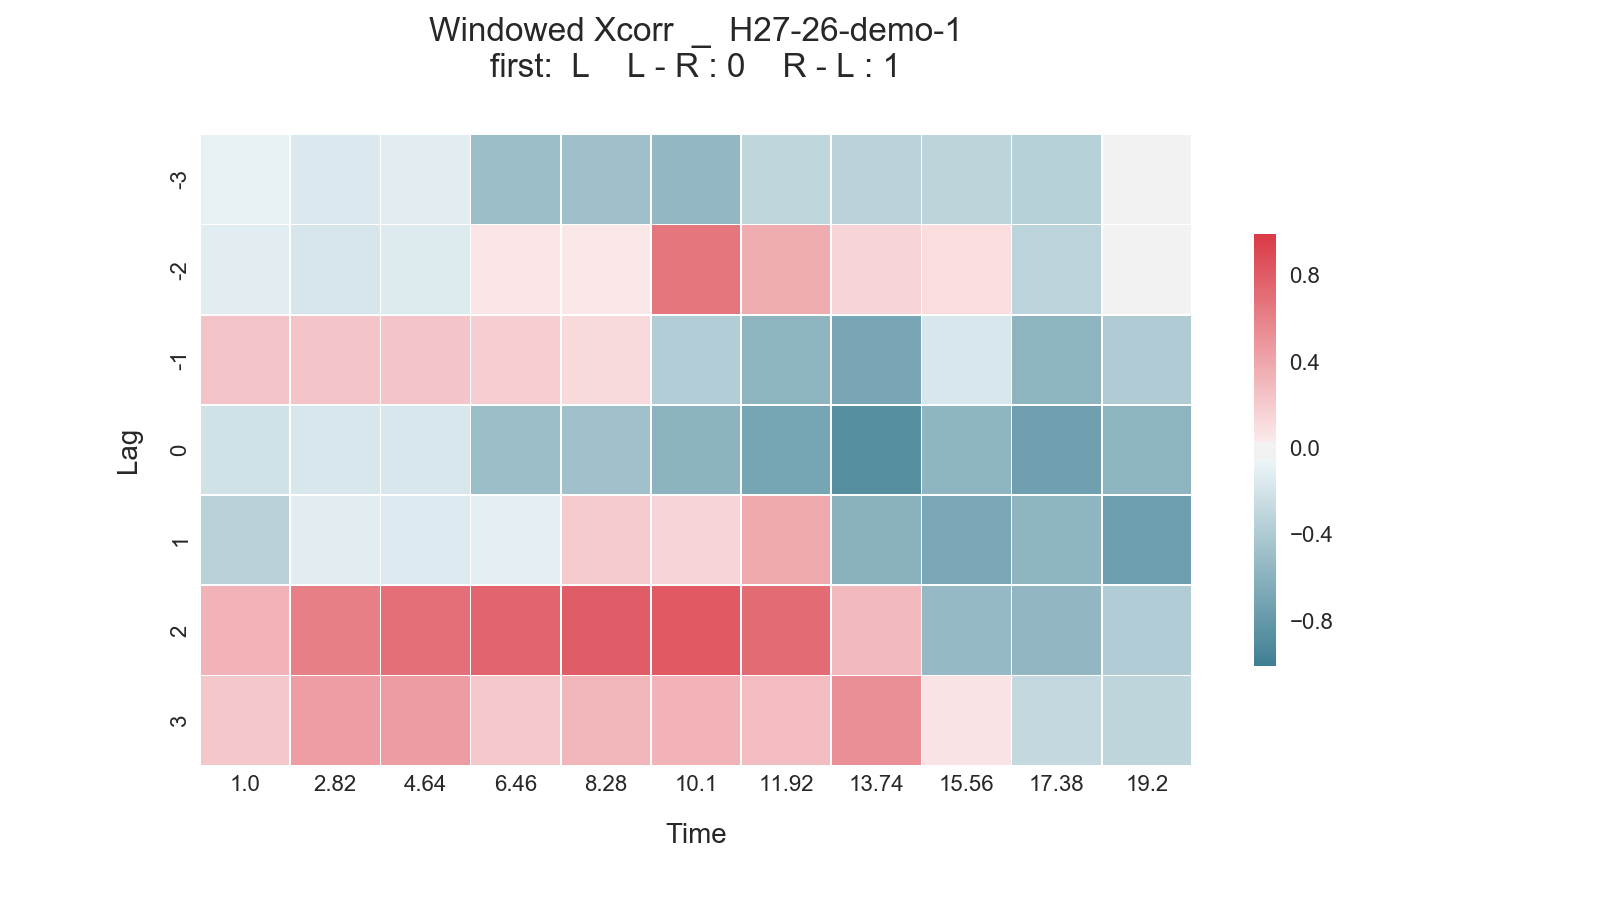 Windowed Xcorr _ H27-26-demo-1
first: L L - R : 0 R - L : 1
Lag
-3
-2
-1
0
1
2
3
1.0 2.82 4.64 6.46 8.28 10.1 11.92 13.74 15.56 17.38 19.2
Time
0.8
0.4
0.0
−0.4
−0.8